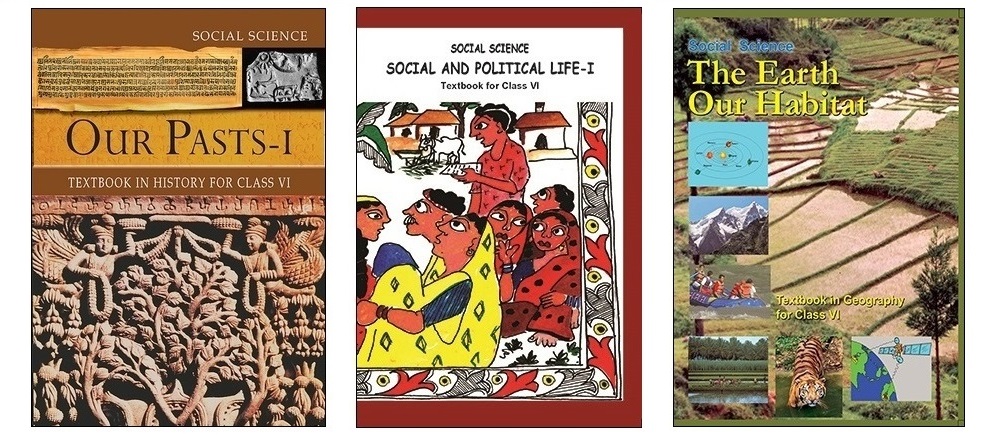 SOCIAL SCIENCE
OUR PASTS-I
TEXTBOOK IN HISTORY FOR CLASS VI
SOCIAL SCIENCE
SOCIAL AND POLITICAL LIFE-I
Textbook for Class VI
Social Science
The Earth
Our Habitat
Textbook in Geography
for Class VI